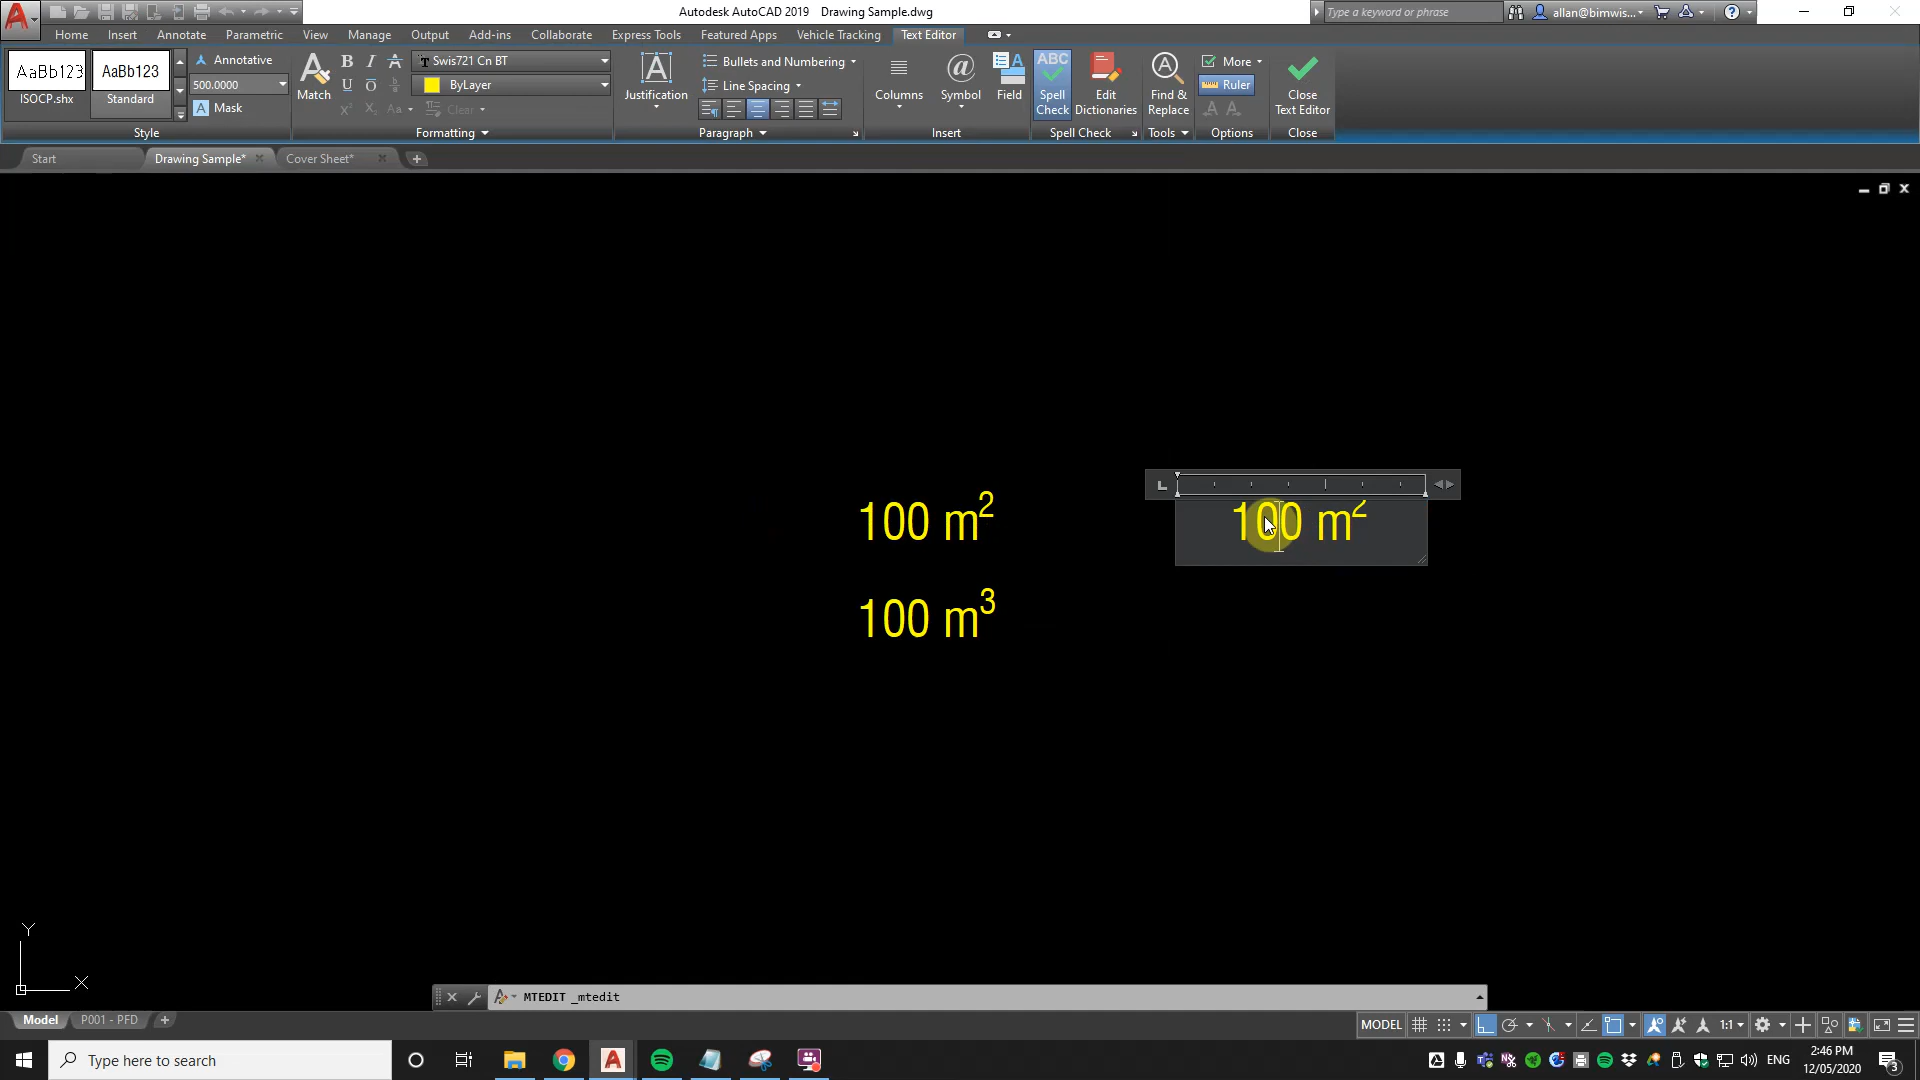 Autodesk AutoCAD 2019 Drawing Sample.dwg
Type a keyword or phrase
allan@bimwis...
Home Insert Annotate Parametric View Manage Output Add-ins Collaborate Express Tools Featured Apps Vehicle Tracking Text Editor
AaBb123 AaBb123
ISOCP.shx Standard
Annotative
500.0000
Mask
Style
Match
Swis721 Cn BT
ByLayer
Clear
Formatting
Justification
Bullets and Numbering
Line Spacing
Paragraph
Columns Symbol Field
Insert
ABC
Spell Check
Edit Dictionaries
Spell Check
Find & Replace
Tools
More
Ruler
Options
Close Text Editor
Close
Start Drawing Sample* Cover Sheet*
100 m² 100 m²
100 m³
Y
X
MTEDIT _mtedit
Model P001 - PFD
MODEL 1:1
Type here to search
ENG
2:46 PM
12/05/2020
3